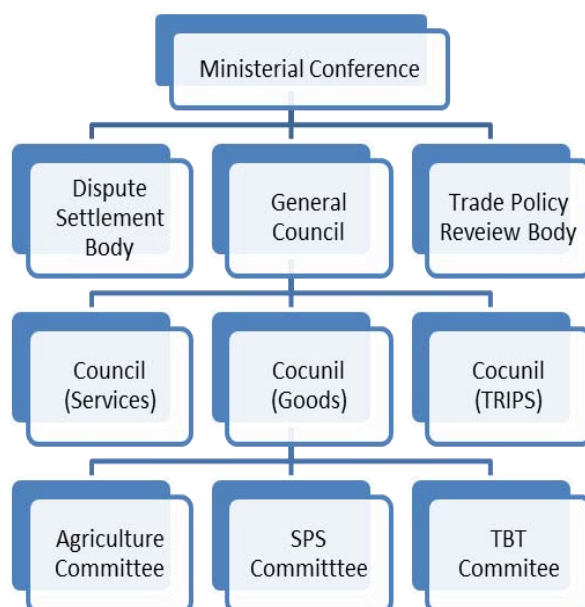 Ministerial Conference
Dispute
Settlement
Body
General
Council
Trade Policy
Reveiew Body
Council
(Services)
Cocunil
(Goods)
Cocunil
(TRIPS)
Agriculture
Committee
SPS
Committtee
TBT
Commitee